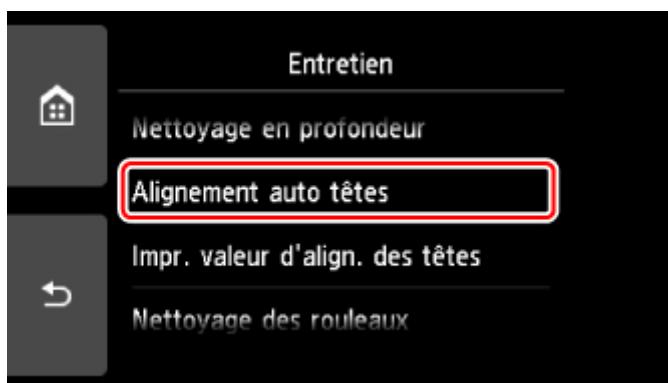 Entretien
Nettoyage en profondeur
Alignement auto têtes
Impr. valeur d'align. des têtes
Nettoyage des rouleaux